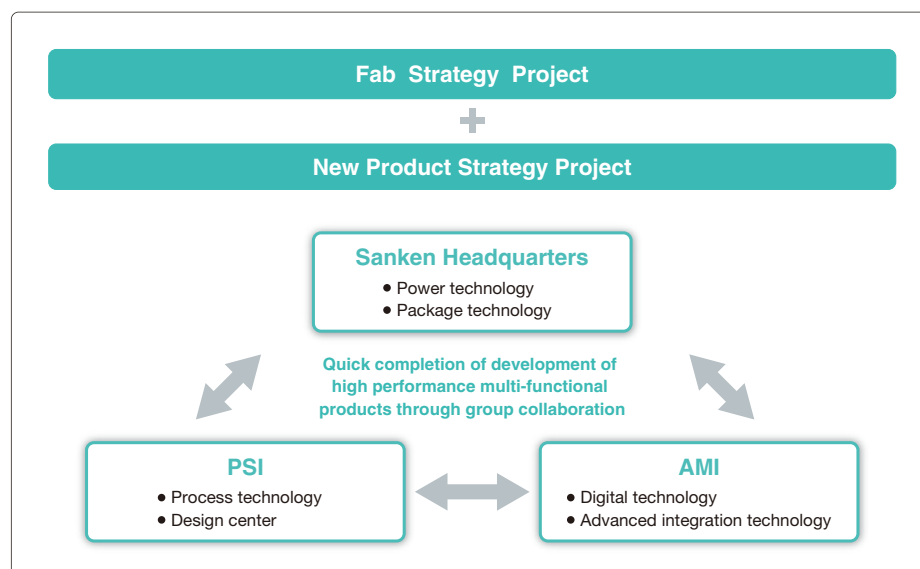 Fab Strategy Project
+
New Product Strategy Project
Sanken Headquarters
• Power technology
• Package technology
Quick completion of development of
high performance multi-functional
products through group collaboration
PSI
• Process technology
• Design center
AMI
• Digital technology
• Advanced integration technology